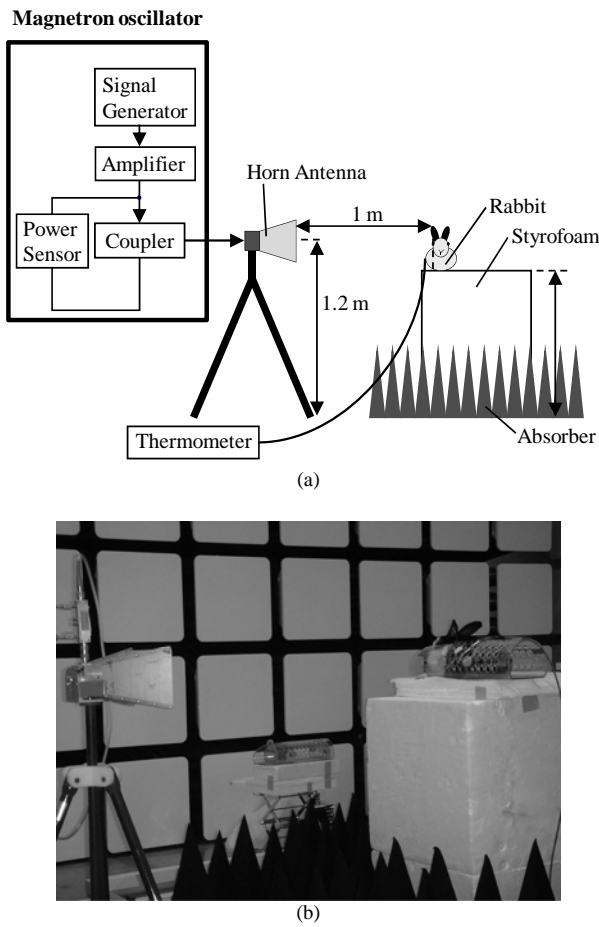 Magnetron oscillator
Signal
Generator
Amplifier
Power
Sensor
Coupler
Horn Antenna
1 m
Rabbit
Styrofoam
1.2 m
Thermometer
Absorber
(a)
(b)